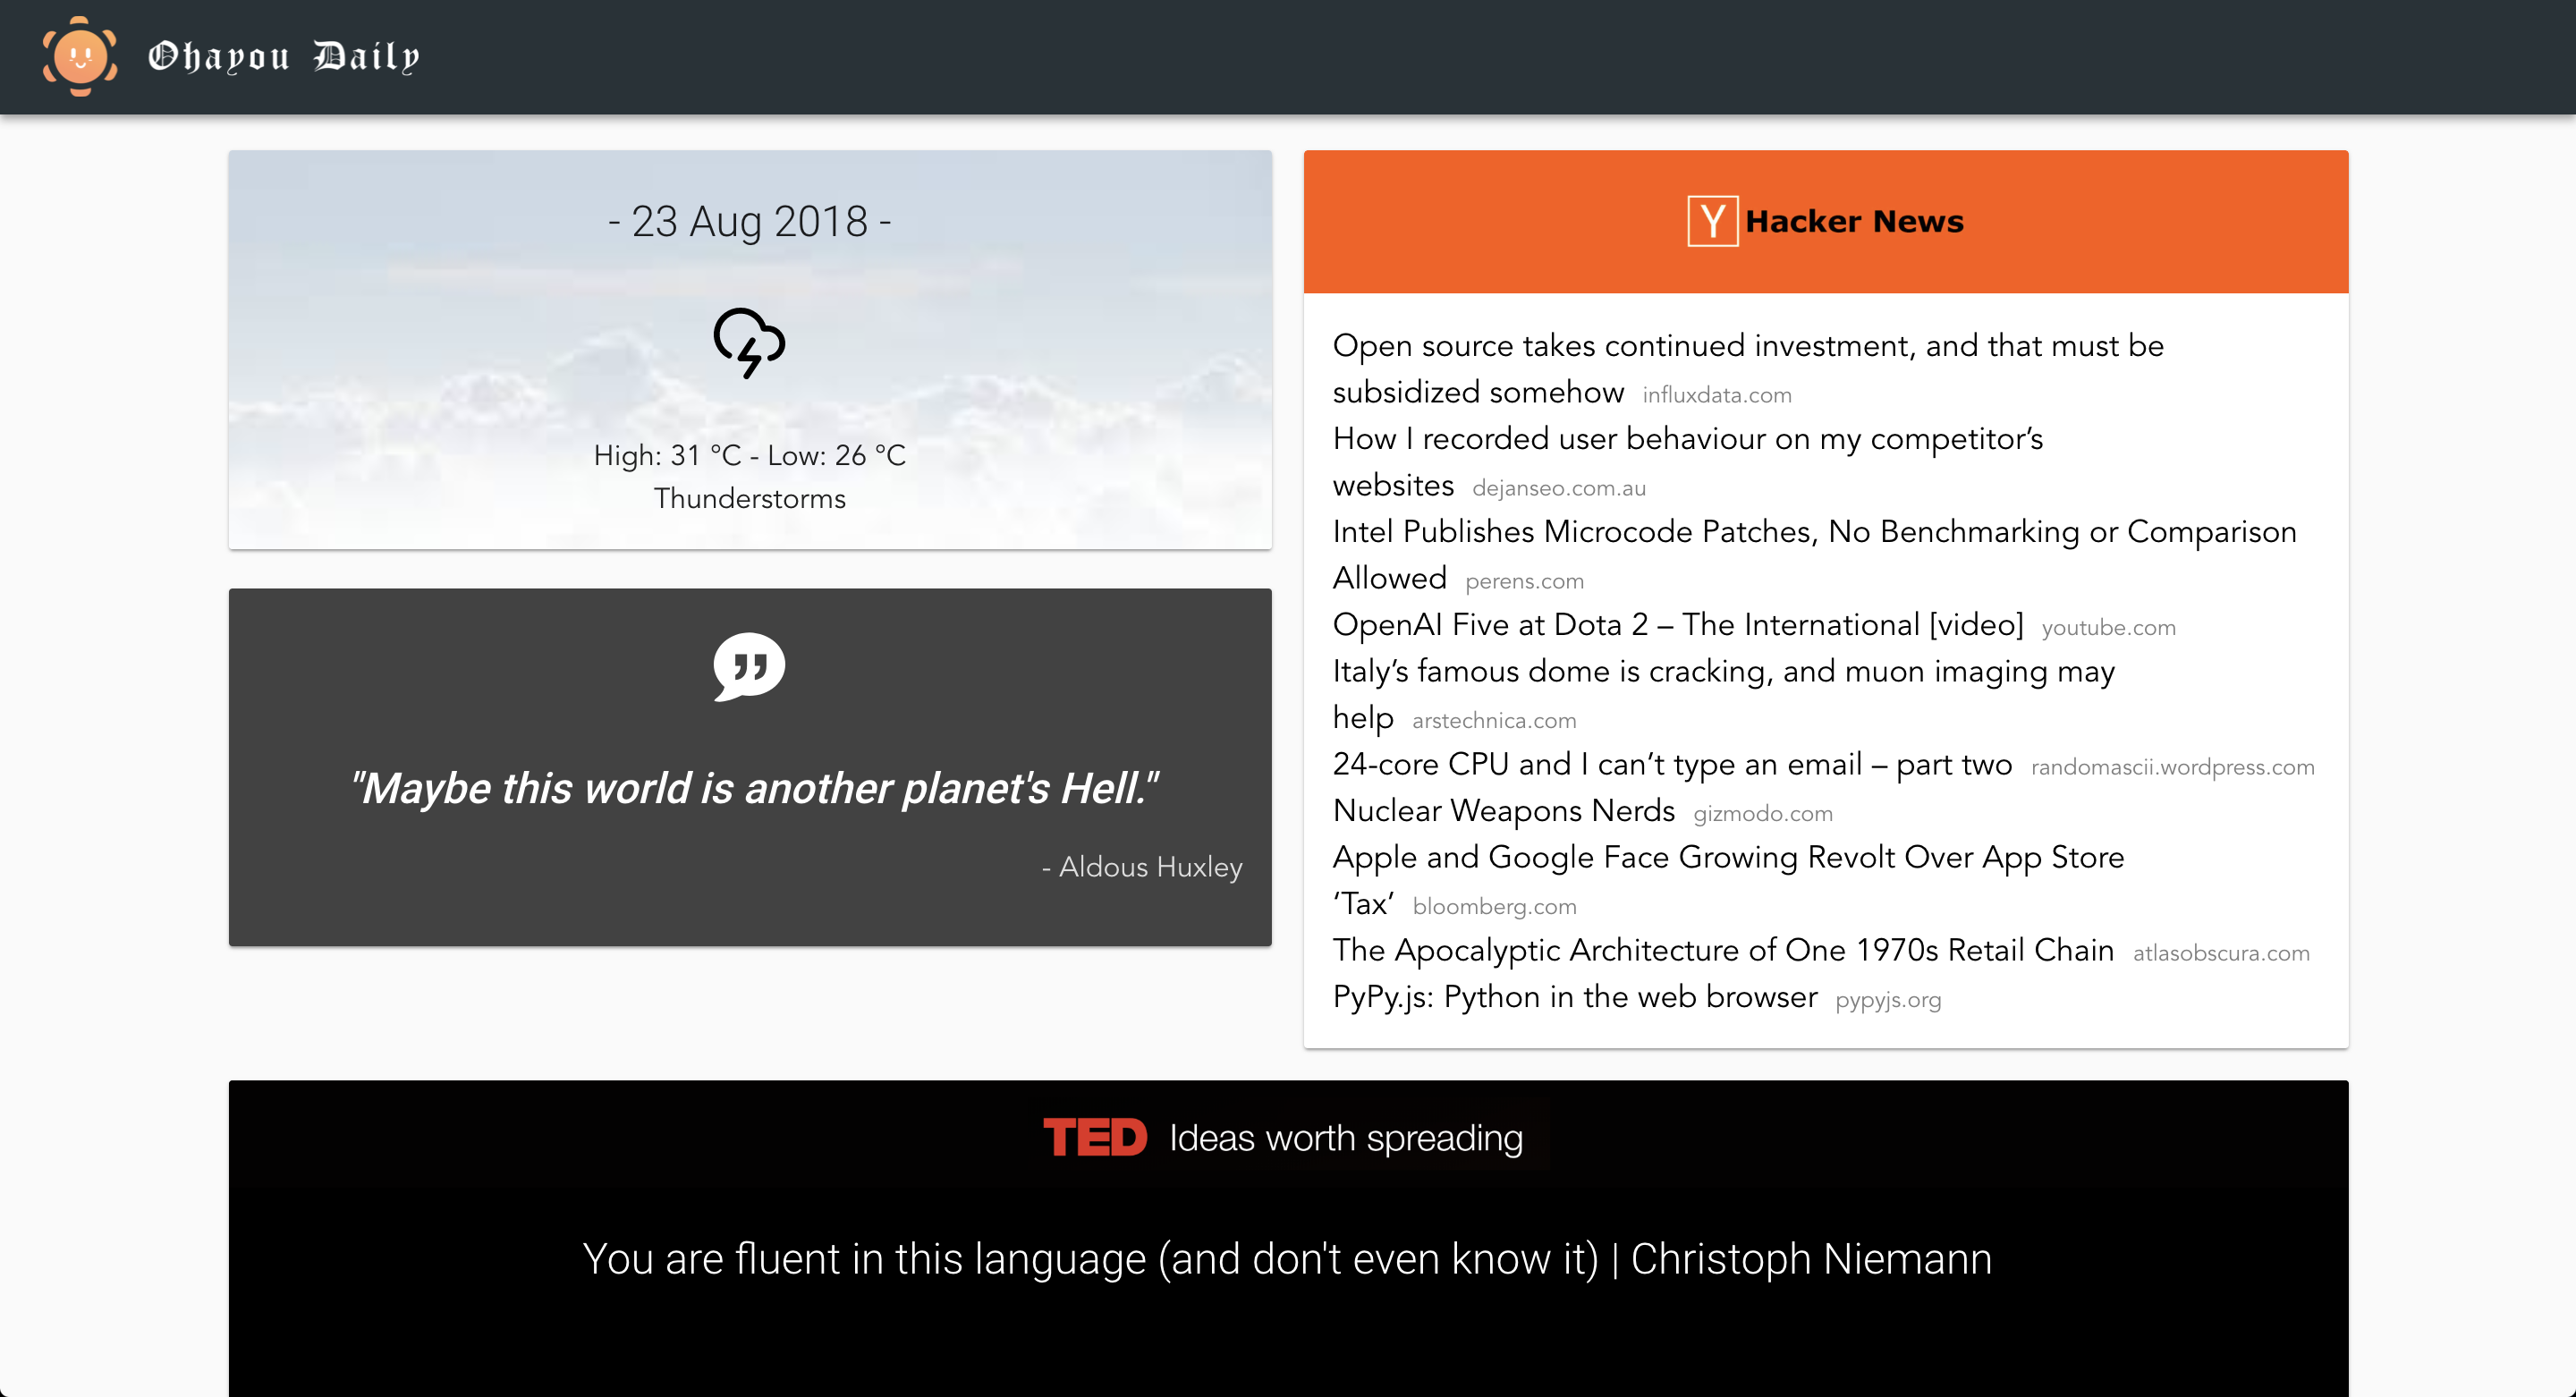 Ohayou Daily
- 23 Aug 2018 -
High: 31 °C - Low: 26 °C
Thunderstorms
"Maybe this world is another planet's Hell."
- Aldous Huxley
Y Hacker News
Open source takes continued investment, and that must be
subsidized somehow influxdata.com
How I recorded user behaviour on my competitor’s
websites dejanseo.com.au
Intel Publishes Microcode Patches, No Benchmarking or Comparison
Allowed perens.com
OpenAI Five at Dota 2 – The International [video] youtube.com
Italy’s famous dome is cracking, and muon imaging may
help arstechnica.com
24-core CPU and I can’t type an email – part two randomascii.wordpress.com
Nuclear Weapons Nerds gizmodo.com
Apple and Google Face Growing Revolt Over App Store
‘Tax’ bloomberg.com
The Apocalyptic Architecture of One 1970s Retail Chain atlasobscura.com
PyPy.js: Python in the web browser pypyjs.org
TED Ideas worth spreading
You are fluent in this language (and don't even know it) | Christoph Niemann